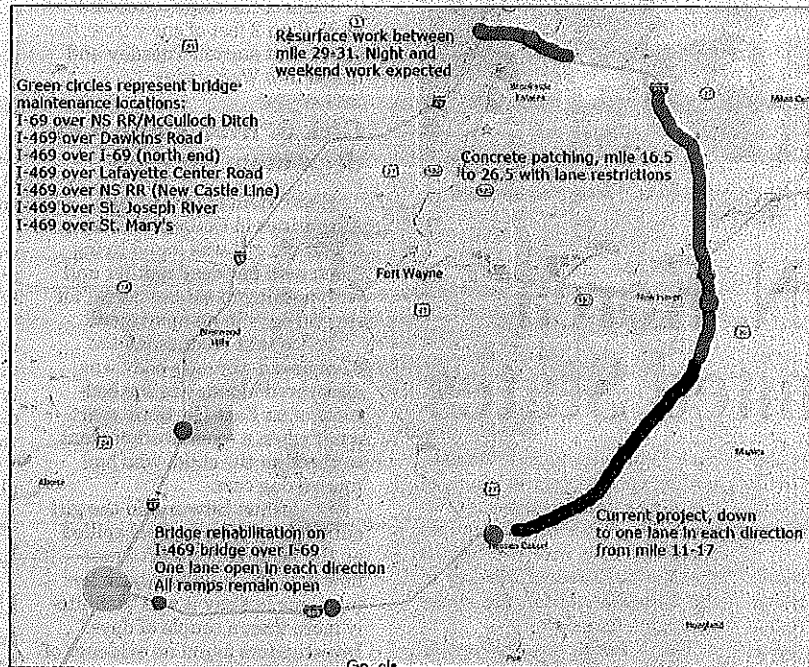 Resurface work between
mile 29-31. Night and
weekend work expected
Green circles represent bridge
maintenance locations:
I-69 over NS RR/McCulloch Ditch
I-469 over Dawkins Road
I-469 over I-69 (north end)
I-469 over Lafayette Center Road
I-469 over NS RR (New Castle Line)
I-469 over St. Joseph River
I-469 over St. Mary's
Concrete patching, mile 16.5
to 26.5 with lane restrictions
Fort Wayne
New Haven
Bridge rehabilitation on
I-469 bridge over I-69
One lane open in each direction
All ramps remain open
Current project, down
to one lane in each direction
from mile 11-17
Hoagland